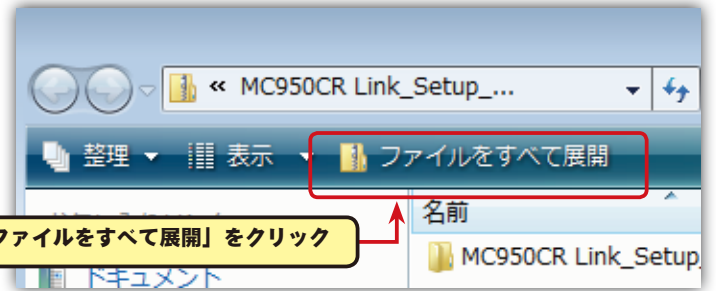 « MC950CR Link_Setup_...
整理 表示 ファイルをすべて展開
名前
ファイルをすべて展開」をクリック
MC950CR Link_Setup_
ドキュメント